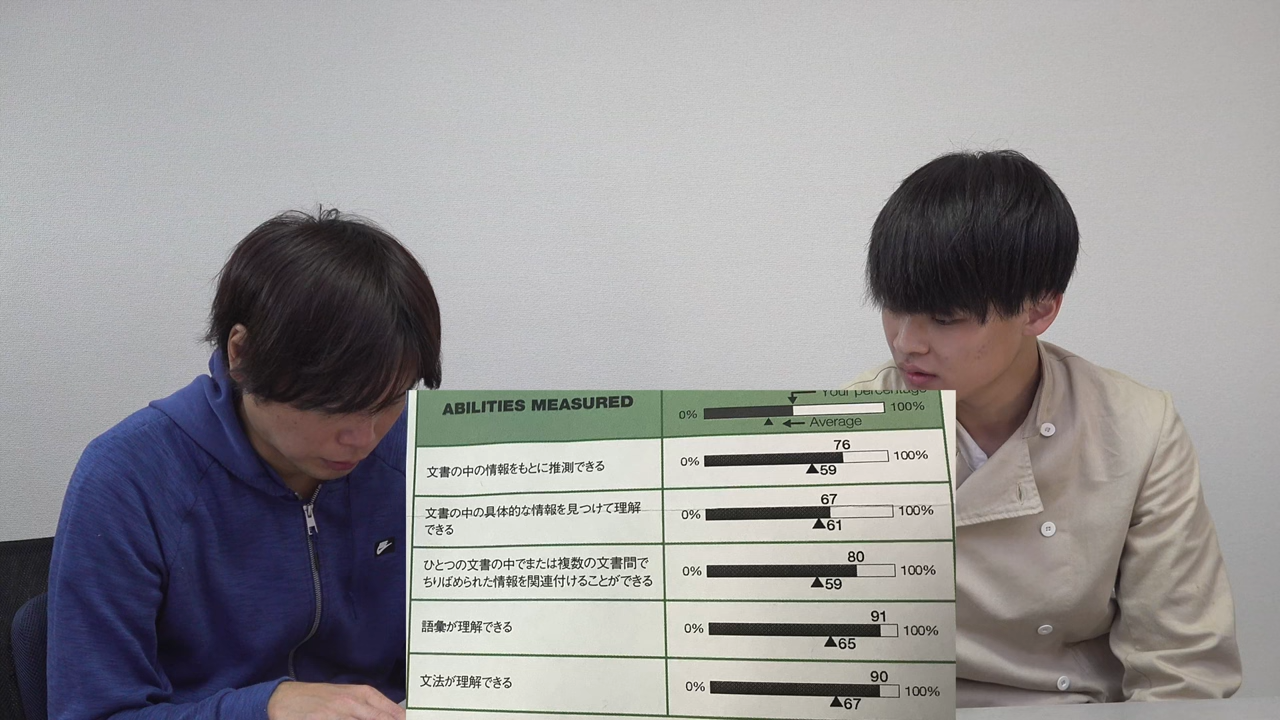 ABILITIES MEASURED
Your percentage
0% 100%
Average
文書の中の情報をもとに推測できる
76
0% 100%
59
文書の中の具体的な情報を見つけて理解
できる
67
0% 100%
61
ひとつの文書の中でまたは複数の文書間で
ちりばめられた情報を関連付けることができる
80
0% 100%
59
語彙が理解できる
91
0% 100%
65
文法が理解できる
90
0% 100%
67